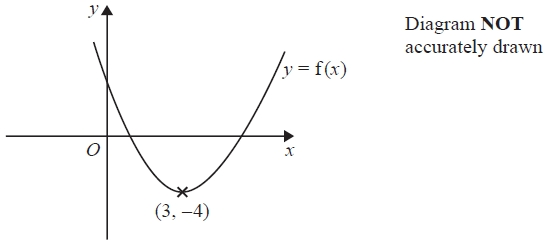 y
Diagram NOT
accurately drawn
y = f(x)
O
x
(3, –4)